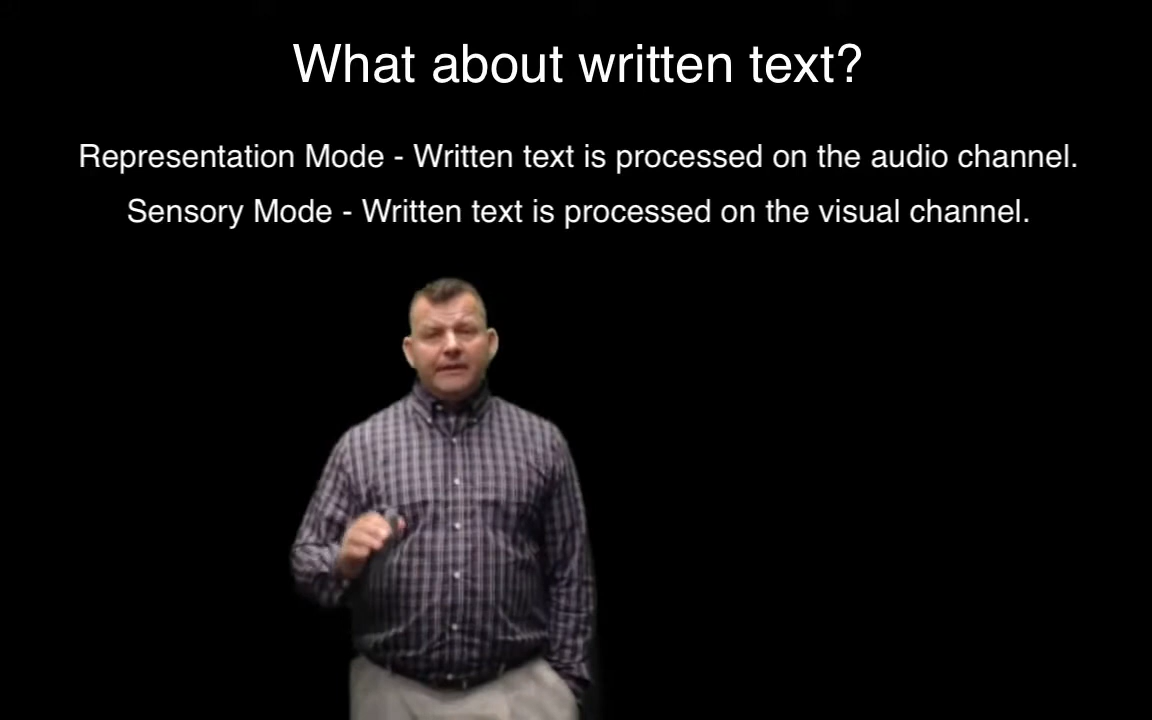 What about written text?
Representation Mode - Written text is processed on the audio channel.
Sensory Mode - Written text is processed on the visual channel.